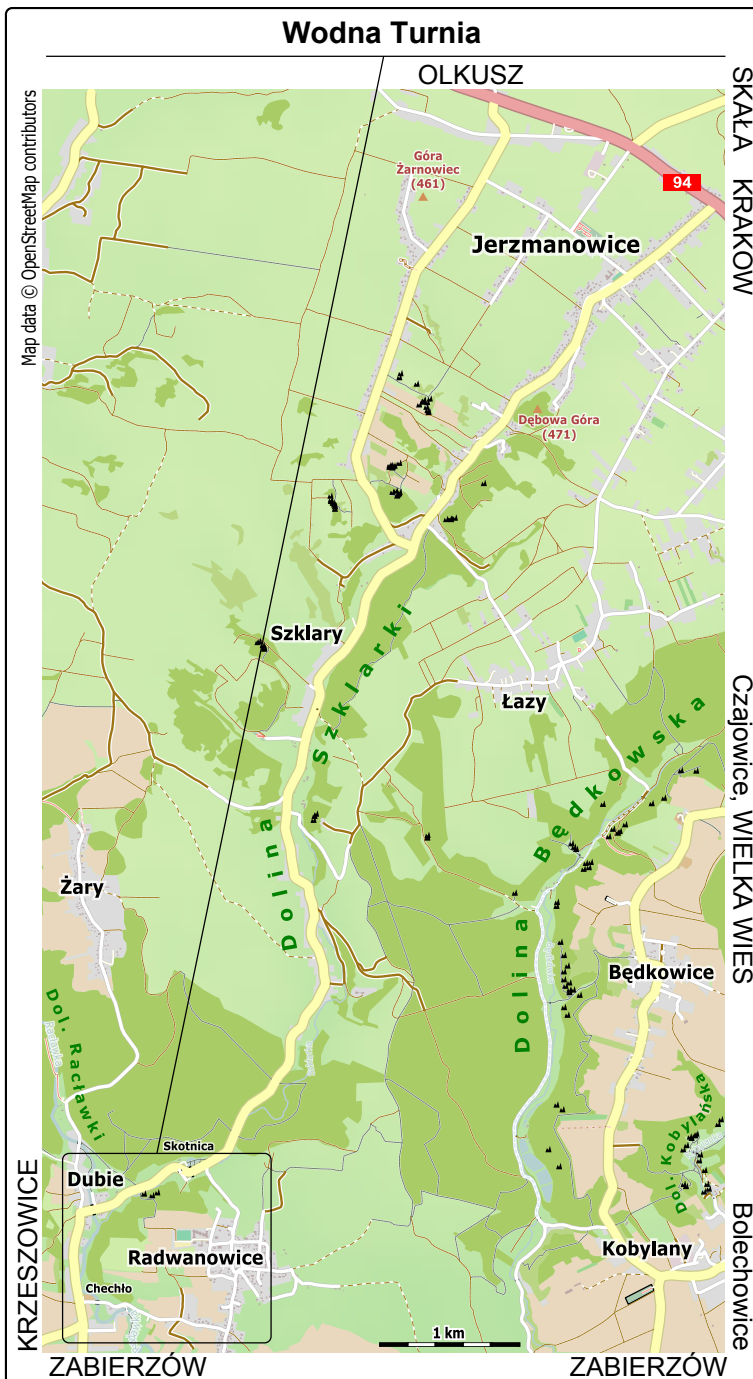 Wodna Turnia
OLKUSZ
SKAŁA KRAKOW
Map data © OpenStreetMap contributors
Góra
Żarnowiec
(461)
94
Jerzmanowice
Dębowa Góra
(471)
Szklary
Dolina Szklarki
Łazy
Czajowice, WIELKA WIES
Dolina Będkowska
Żary
Będkowice
Dol. Racławki
Dol. Kobylańska
Skotnica
Dubie
KRZESZOWICE
Radwanowice
Kobylany
Bolechowice
Chechło
1 km
ZABIERZÓW
ZABIERZÓW